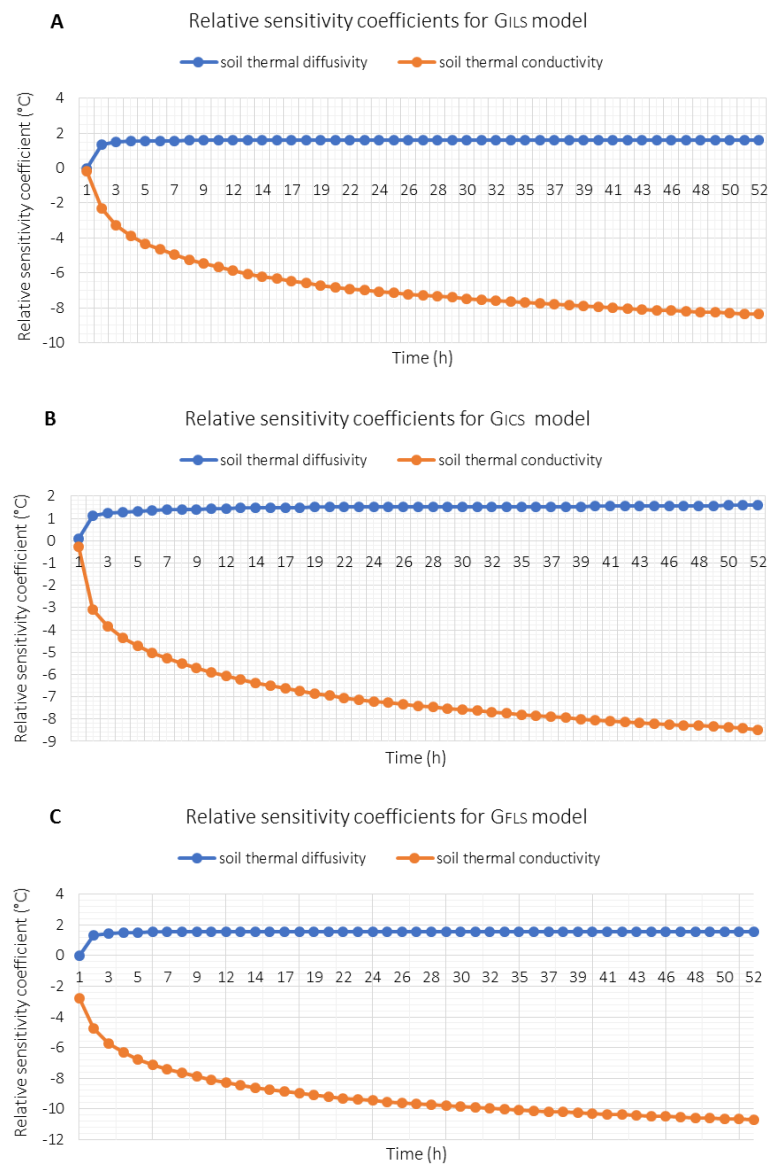 A
Relative sensitivity coefficients for GILS model
soil thermal diffusivity soil thermal conductivity
Relative sensitivity coefficient (°C)
4
2
0
-2
-4
-6
-8
-10
1 3 5 7 9 12 14 17 19 22 24 26 28 30 32 35 37 39 41 43 46 48 50 52
Time (h)
B
Relative sensitivity coefficients for GICS model
soil thermal diffusivity soil thermal conductivity
Relative sensitivity coefficient (°C)
2
1
0
-1
-2
-3
-4
-5
-6
-7
-8
-9
1 3 5 7 9 12 14 17 19 22 24 26 28 30 32 35 37 39 41 43 46 48 50 52
Time (h)
C
Relative sensitivity coefficients for GFLS model
soil thermal diffusivity soil thermal conductivity
Relative sensitivity coefficient (°C)
4
2
0
-2
-4
-6
-8
-10
-12
1 3 5 7 9 12 14 17 19 22 24 26 28 30 32 35 37 39 41 43 46 48 50 52
Time (h)